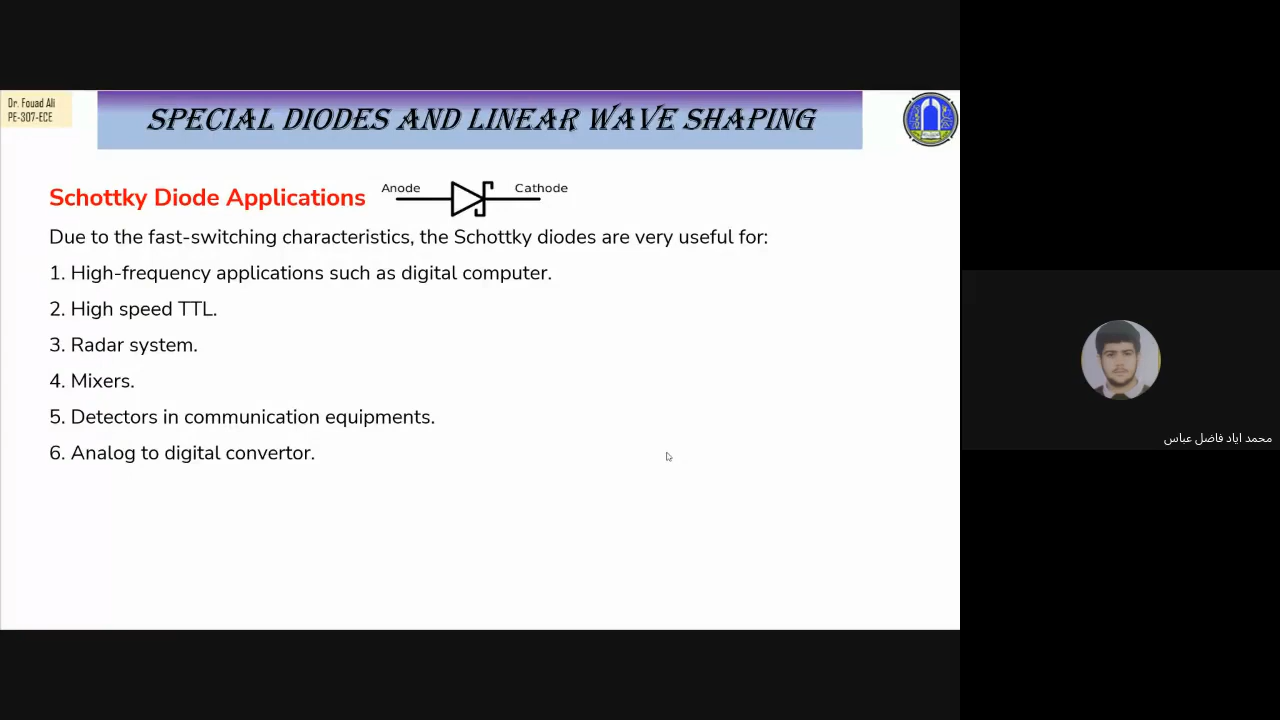 Dr. Fouad Ali
PE-307-ECE
SPECIAL DIODES AND LINEAR WAVE SHAPING
Schottky Diode Applications
Anode
Cathode
Due to the fast-switching characteristics, the Schottky diodes are very useful for:
1. High-frequency applications such as digital computer.
2. High speed TTL.
3. Radar system.
4. Mixers.
5. Detectors in communication equipments.
6. Analog to digital convertor.
محمد اياد فاضل عباس